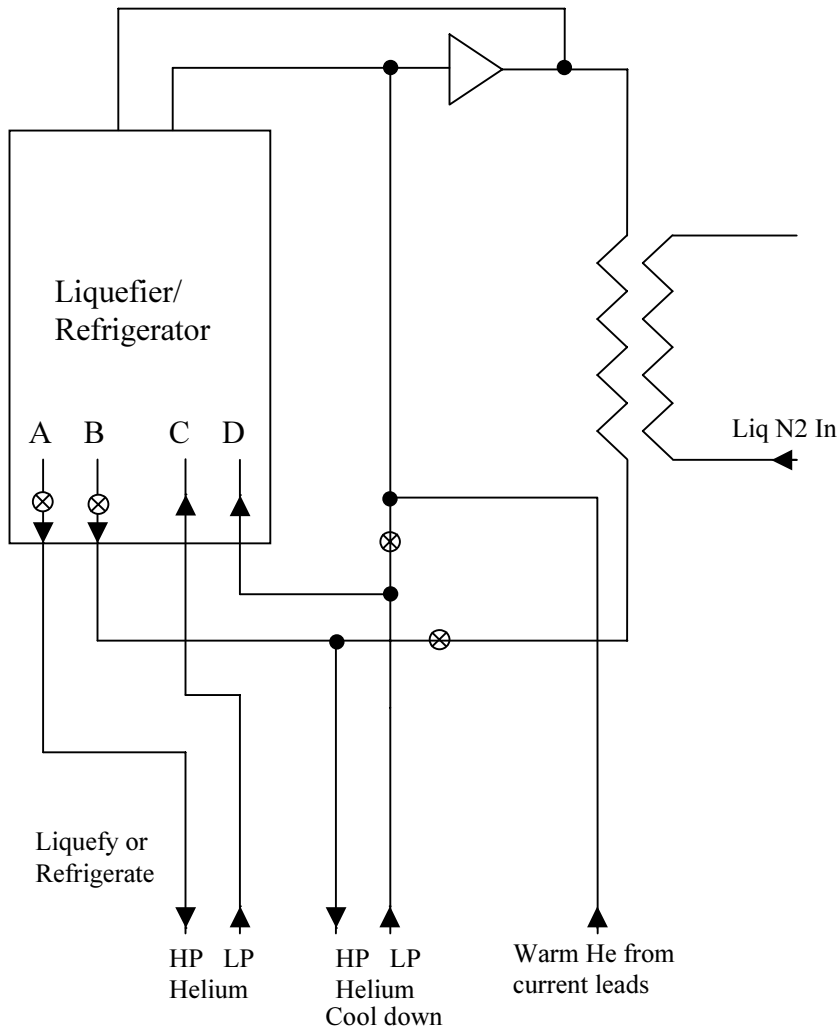 Liquefier/
Refrigerator
A B C D
Liq N2 In
Liquefy or
Refrigerate
HP LP
Helium
HP LP
Helium
Cool down
Warm He from
current leads